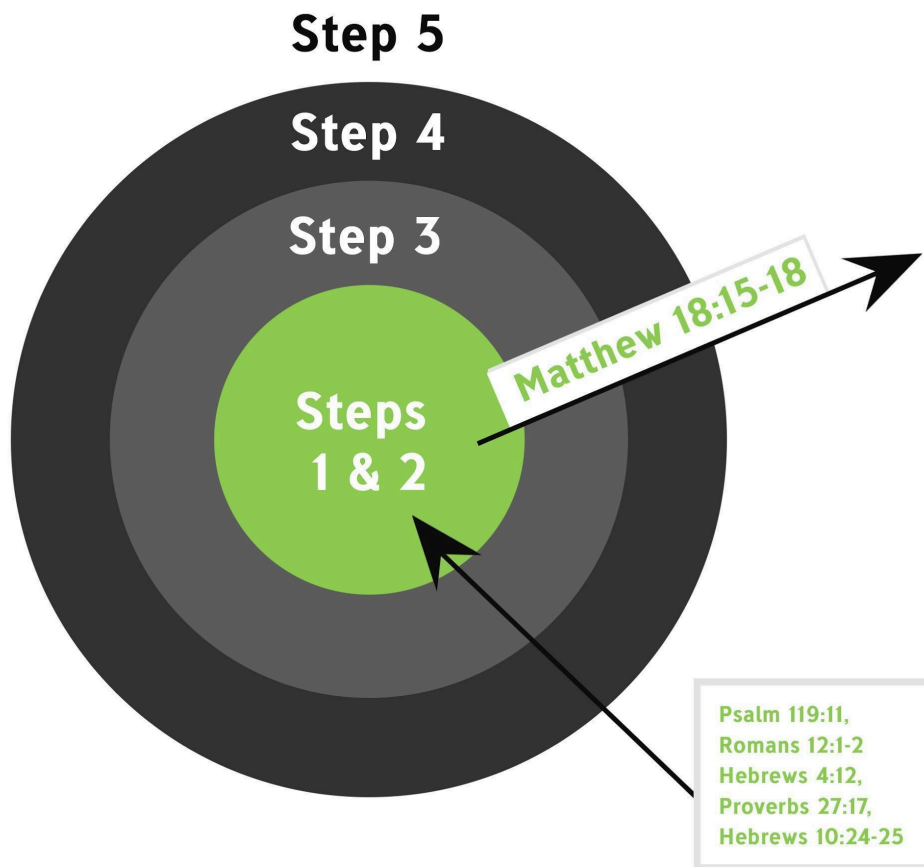 Step 5
Step 4
Step 3
Matthew 18:15-18
Steps
1 & 2
Psalm 119:11,
Romans 12:1-2
Hebrews 4:12,
Proverbs 27:17,
Hebrews 10:24-25